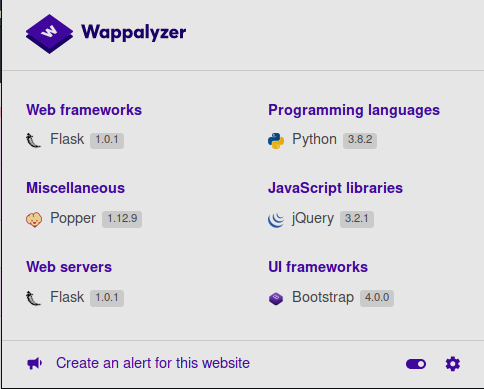 Wappalyzer
Web frameworks
Flask 1.0.1
Programming languages
Python 3.8.2
Miscellaneous
Popper 1.12.9
JavaScript libraries
jQuery 3.2.1
Web servers
Flask 1.0.1
UI frameworks
Bootstrap 4.0.0
Create an alert for this website